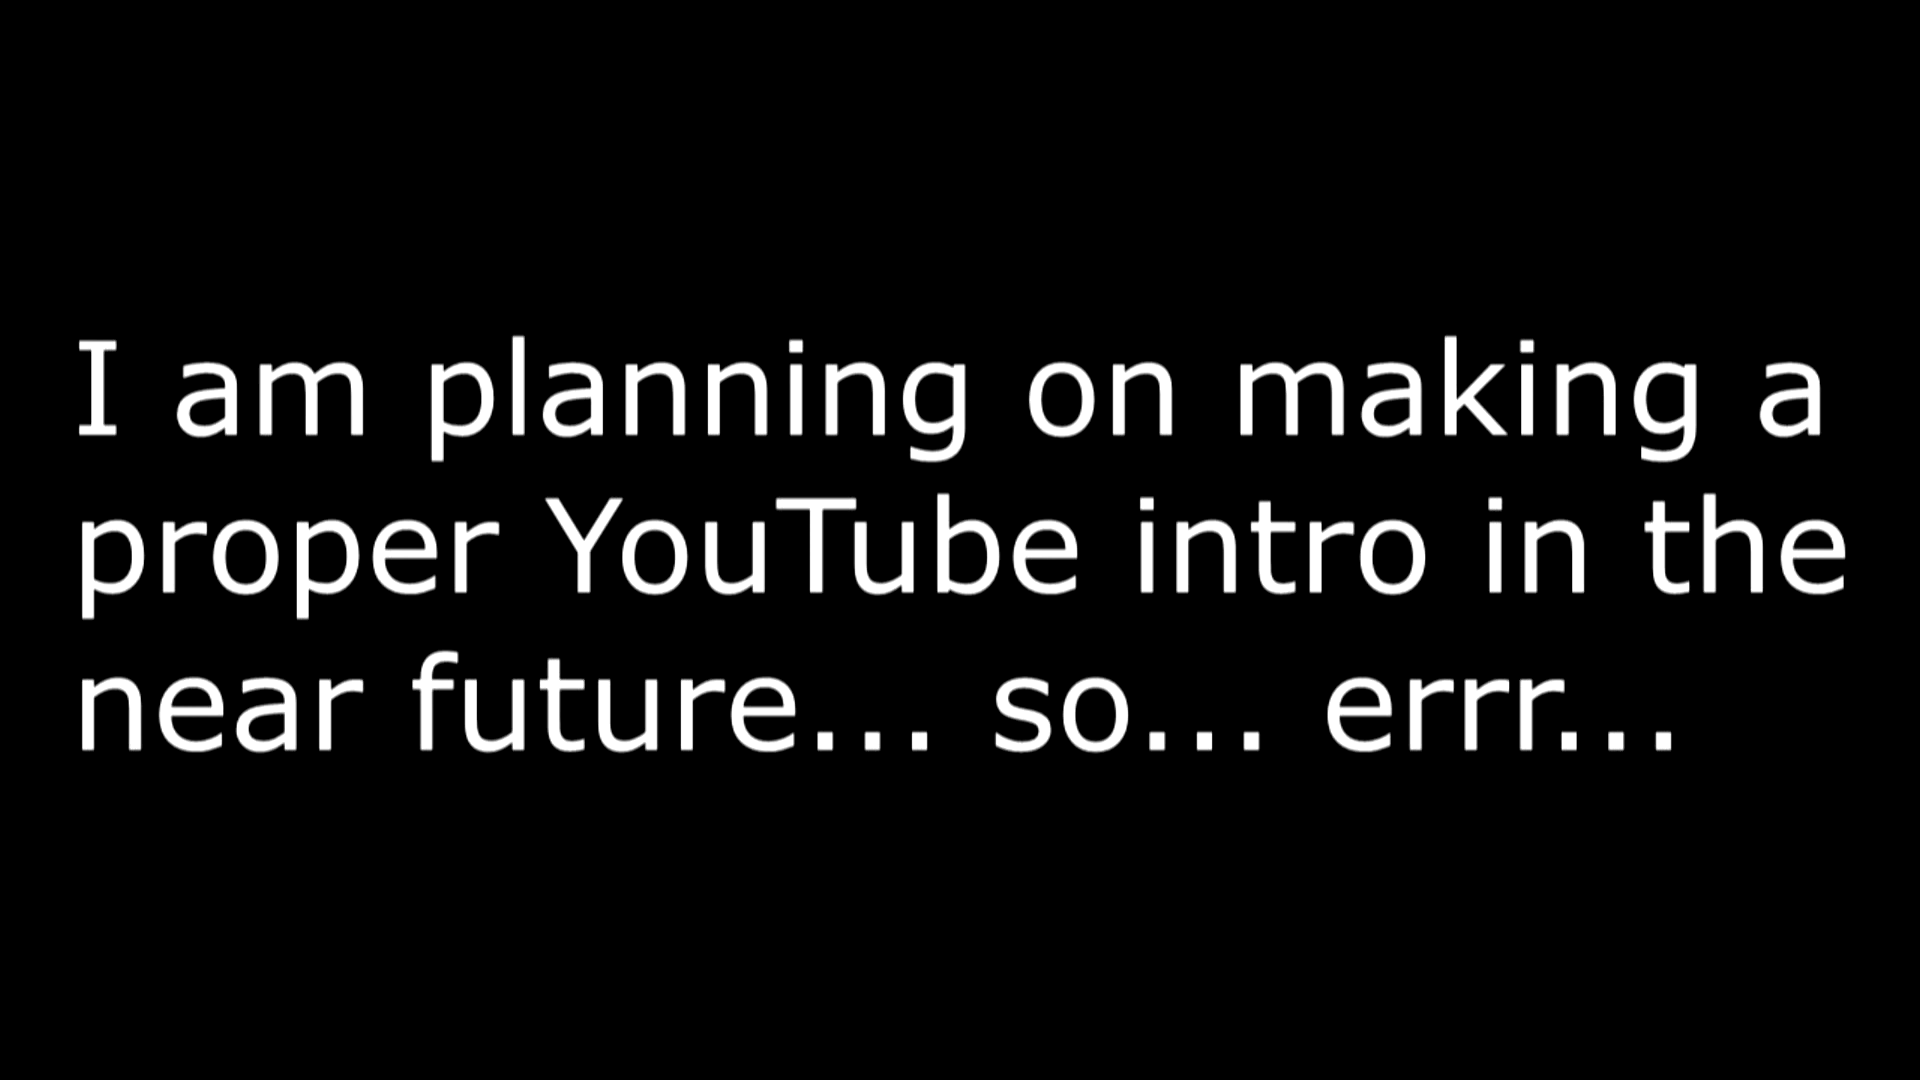 I am planning on making a
proper YouTube intro in the
near future... so... errr...